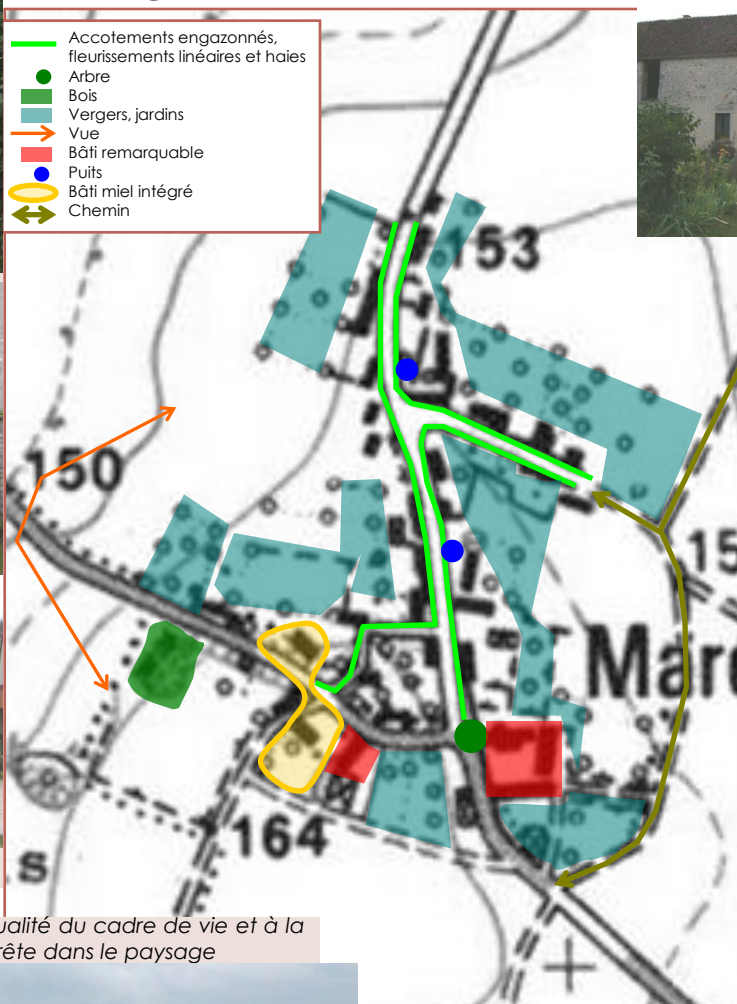 Accotements engazonnés,
fleurissements linéaires et haies
Arbre
Bois
Vergers, jardins
Vue
Bâti remarquable
Puits
Bâti miel intégré
Chemin
153
150
15
Mare
164
s
ualité du cadre de vie et à la
rête dans le paysage